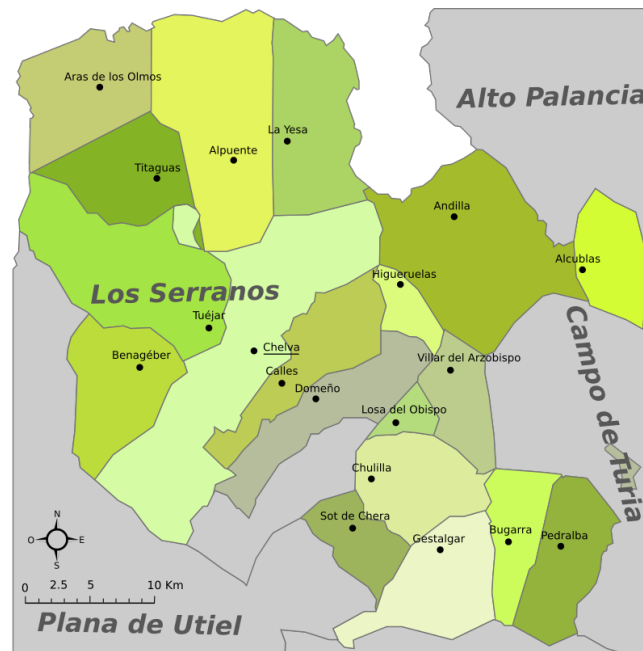 Aras de los Olmos
Alto Palancia
La Yesa
Alpuente
Titaguas
Andilla
Alcublas
Higueruelas
Los Serranos
Tuéjar
Chelva
Benagéber
Villar del Arzobispo
Calles
Domeño
Campo de Turia
Losa del Obispo
Chulilla
Sot de Chera
Bugarra
Gestalgar
Pedralba
N
O E
S
0 2.5 5 10 Km
Plana de Utiel